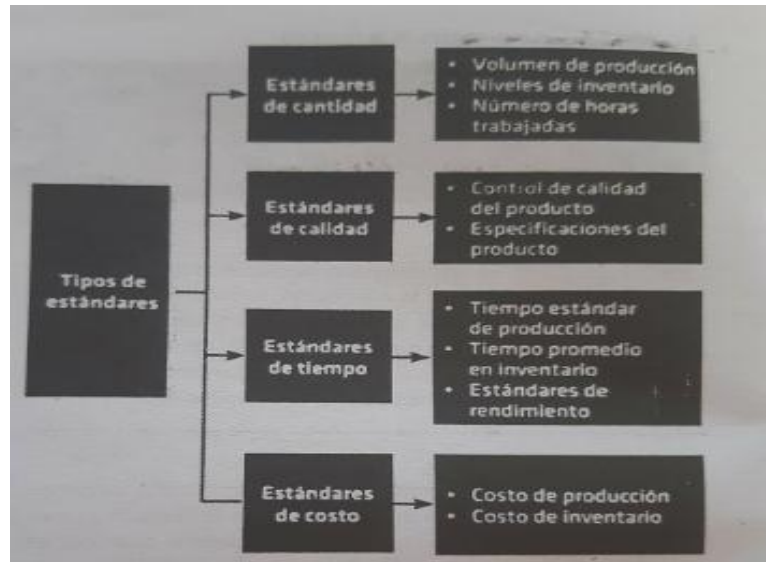 Tipos de
estándares
Estándares
de cantidad
• Volumen de producción
• Niveles de inventario
• Número de horas
trabajadas
Estándares
de calidad
• Control de calidad
del producto
• Especificaciones del
producto
Estándares
de tiempo
• Tiempo estándar
de producción
• Tiempo promedio
en inventario
• Estándares de
rendimiento
Estándares
de costo
• Costo de producción
• Costo de inventario